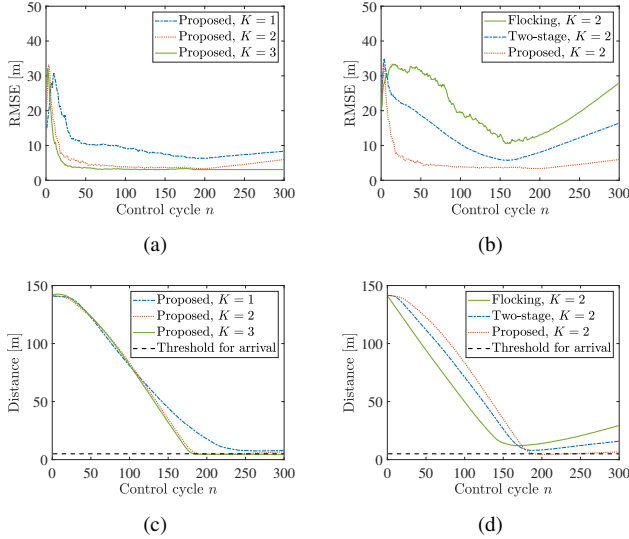 50
40
30
20
10
0
RMSE [m]
Proposed, K = 1
Proposed, K = 2
Proposed, K = 3
0 50 100 150 200 250 300
Control cycle n
(a)
50
40
30
20
10
0
RMSE [m]
Flocking, K = 2
Two-stage, K = 2
Proposed, K = 2
0 50 100 150 200 250 300
Control cycle n
(b)
150
100
50
0
Distance [m]
Proposed, K = 1
Proposed, K = 2
Proposed, K = 3
Threshold for arrival
0 50 100 150 200 250 300
Control cycle n
(c)
150
100
50
0
Distance [m]
Flocking, K = 2
Two-stage, K = 2
Proposed, K = 2
Threshold for arrival
0 50 100 150 200 250 300
Control cycle n
(d)